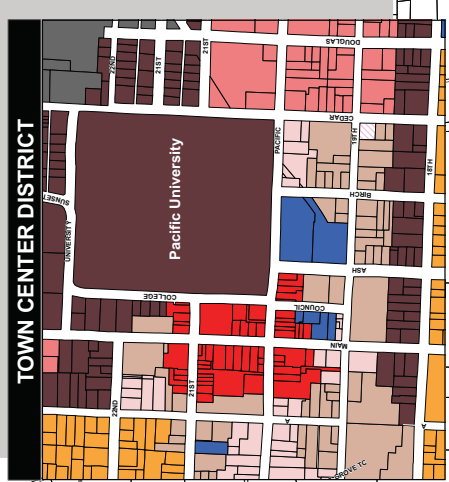 TOWN CENTER DISTRICT
DOUGLAS
21ST
22ND
21ST
CEDAR
PACIFIC
19TH
18TH
Pacific University
BIRCH
SUNSET
UNIVERSITY
ASH
COLLEGE
COUNCIL
MAIN
21ST
22ND
A
A
GROVE TC